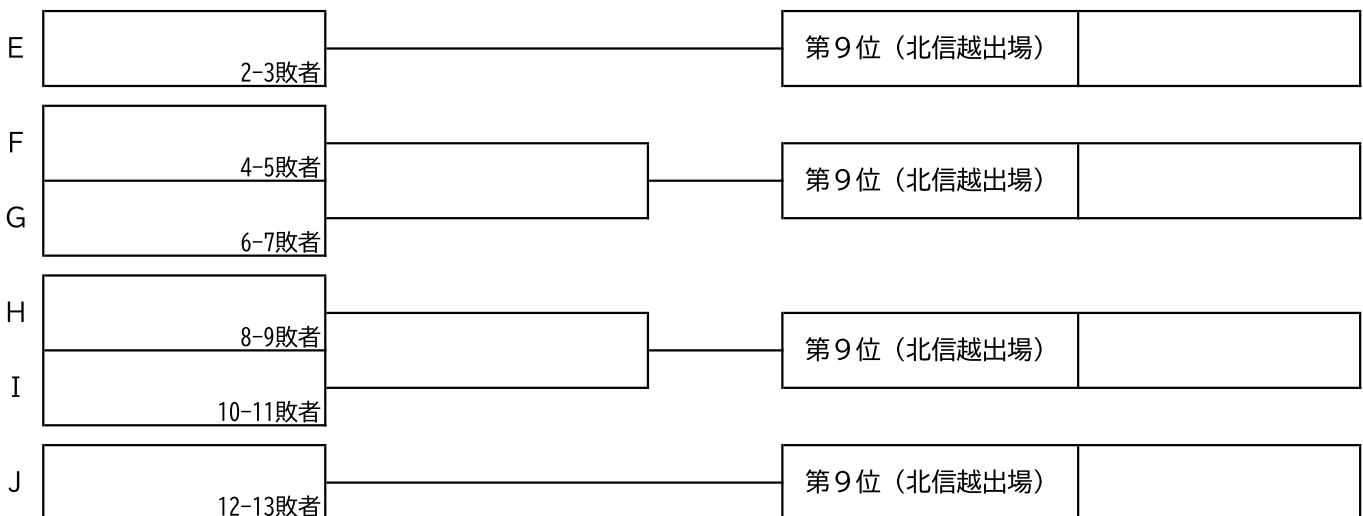 E
2-3敗者
第９位（北信越出場）
F
4-5敗者
第９位（北信越出場）
G
6-7敗者
H
8-9敗者
第９位（北信越出場）
I
10-11敗者
J
12-13敗者
第９位（北信越出場）